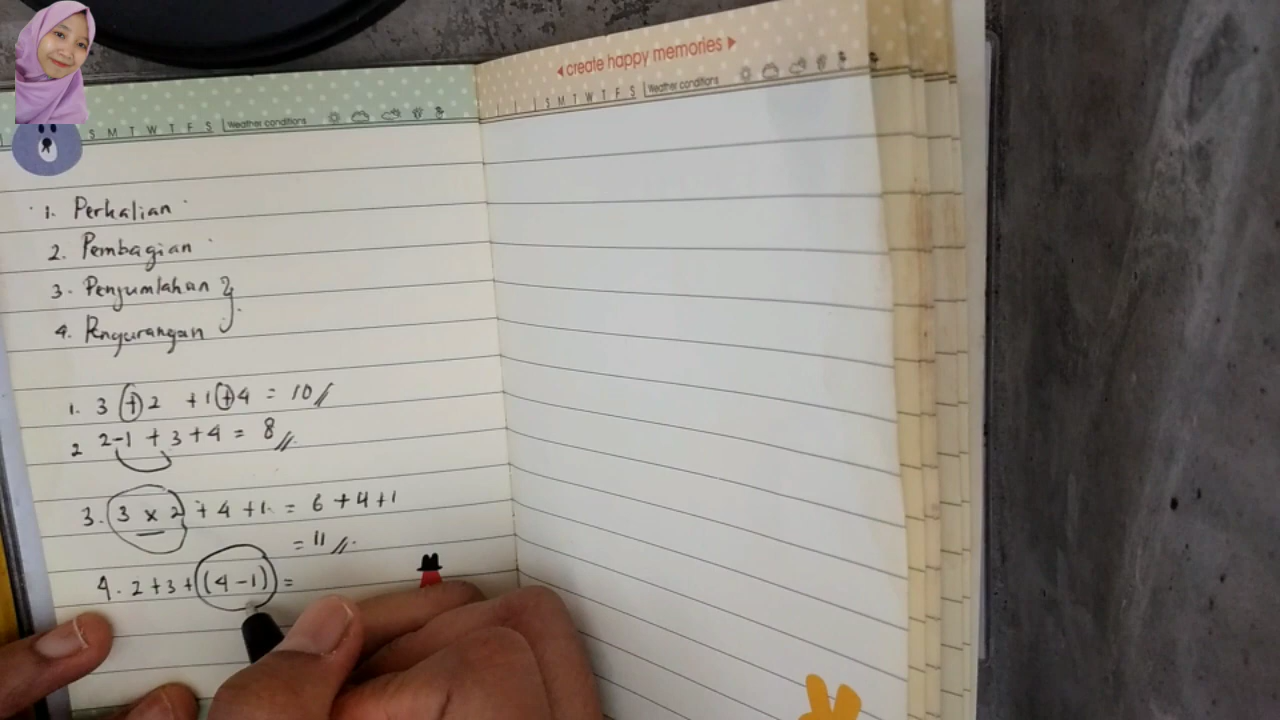 ◀ create happy memories ▶
S M T W T F S Weather conditions
S M T W T F S Weather conditions
1. Perkalian
2. Pembagian
3. Penjumlahan
4. Pengurangan
1. 3 + 2 + 1 + 4 = 10 //
2 2 - 1 + 3 + 4 = 8 //
3. 3 x 2 + 4 + 1 = 6 + 4 + 1
= 11 //
4. 2 + 3 + (4 - 1) =